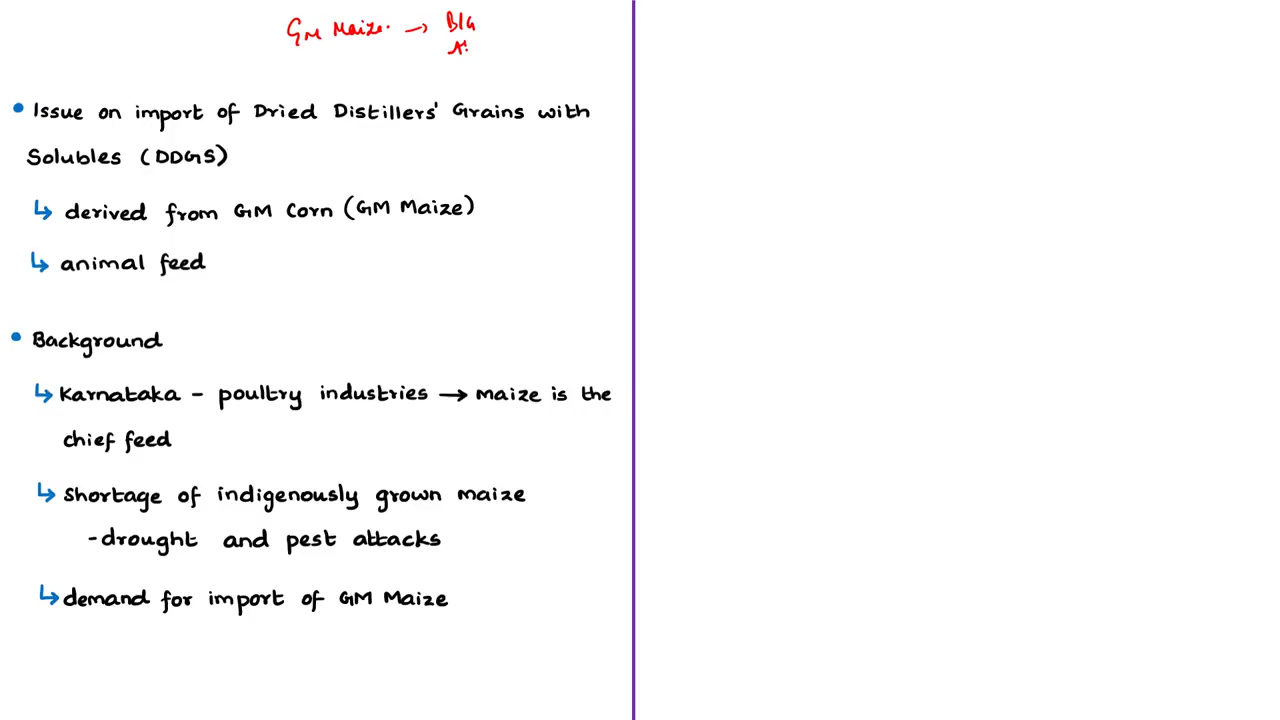 GM Maize. →
• Issue on import of Dried Distillers' Grains with
Solubles (DDGS)
↳ derived from GM Corn (GM Maize)
↳ animal feed
• Background
↳ Karnataka - poultry industries → maize is the
chief feed
↳ Shortage of indigenously grown maize
- drought and pest attacks
↳ demand for import of GM Maize